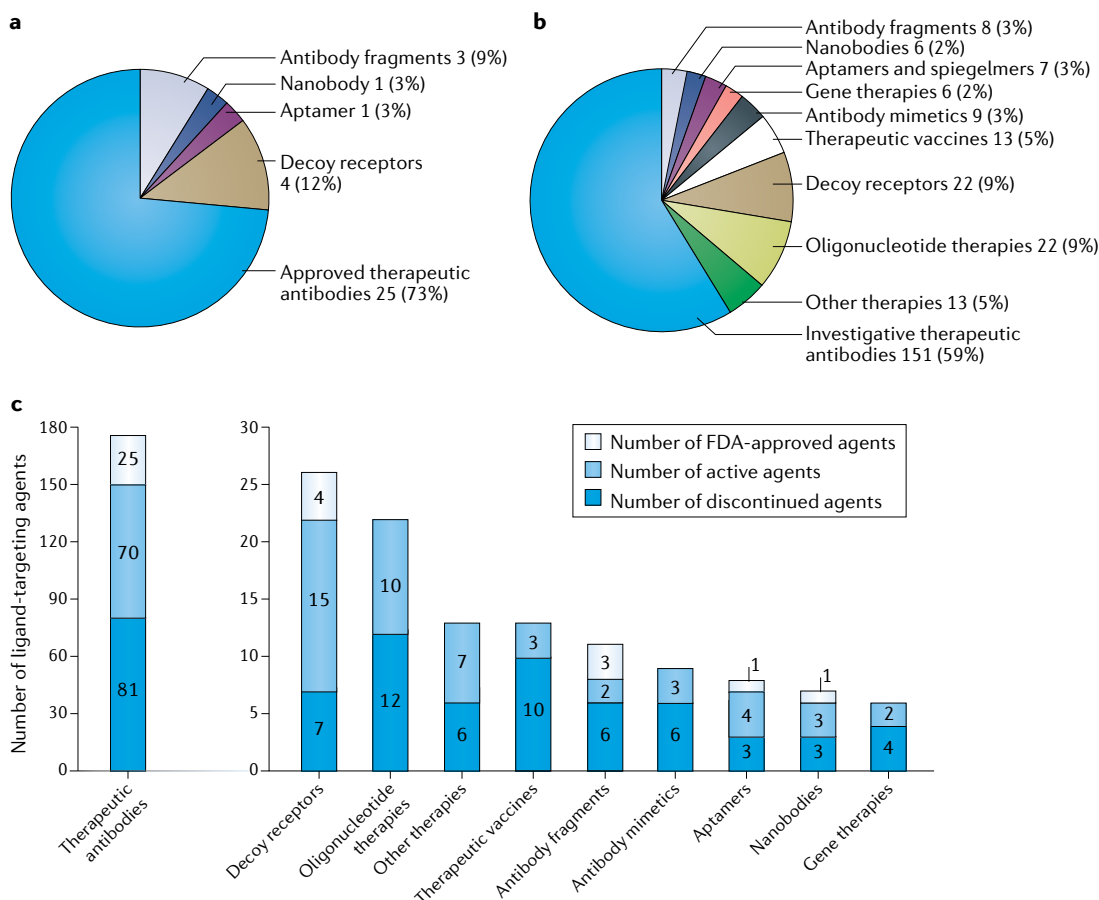 a
Antibody fragments 3 (9%)
Nanobody 1 (3%)
Aptamer 1 (3%)
Decoy receptors
4 (12%)
Approved therapeutic
antibodies 25 (73%)
b
Antibody fragments 8 (3%)
Nanobodies 6 (2%)
Aptamers and spiegelmers 7 (3%)
Gene therapies 6 (2%)
Antibody mimetics 9 (3%)
Therapeutic vaccines 13 (5%)
Decoy receptors 22 (9%)
Oligonucleotide therapies 22 (9%)
Other therapies 13 (5%)
Investigative therapeutic
antibodies 151 (59%)
c
Number of ligand-targeting agents
180
150
120
90
60
30
0
25
70
81
30
25
20
15
10
5
0
Number of FDA-approved agents
Number of active agents
Number of discontinued agents
4
15
7
10
12
7
6
3
10
3
2
6
3
6
1
4
3
1
3
3
2
4
Therapeutic
antibodies
Decoy receptors
Oligonucleotide
therapies
Other therapies
Therapeutic vaccines
Antibody fragments
Antibody mimetics
Aptamers
Nanobodies
Gene therapies